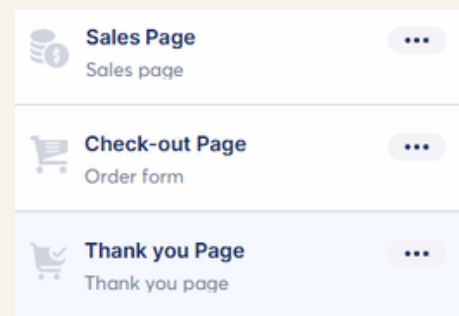 Sales Page
Sales page
Check-out Page
Order form
Thank you Page
Thank you page